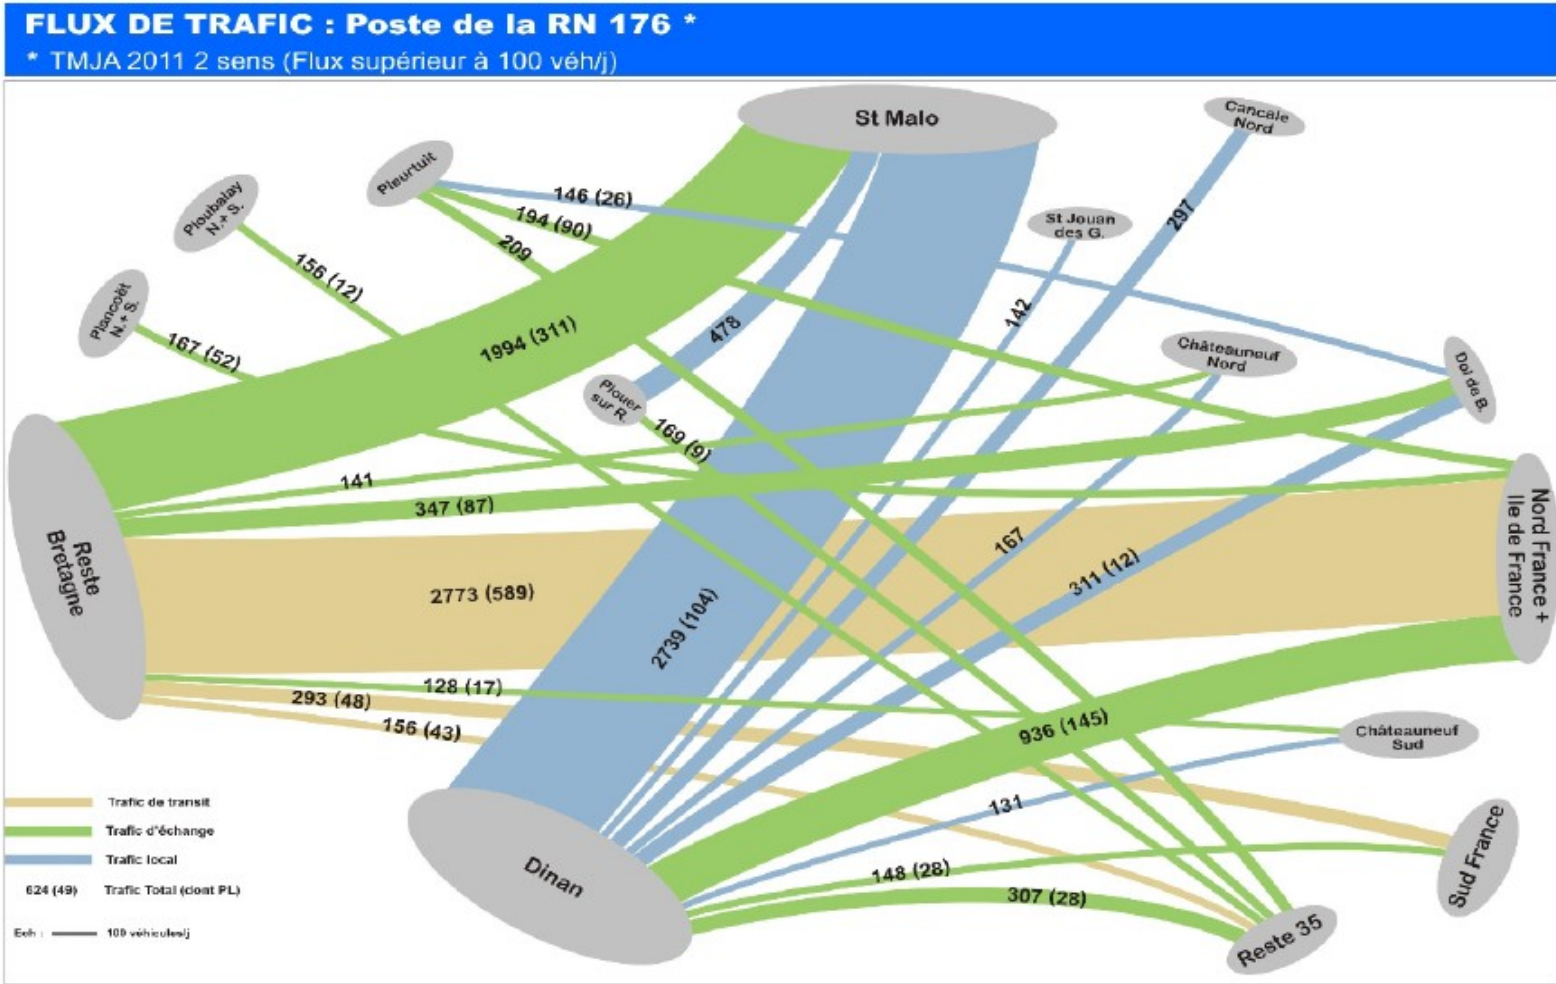 FLUX DE TRAFIC : Poste de la RN 176 *
* TMJA 2011 2 sens (Flux supérieur à 100 véh/j)
St Malo
Cancale
Nord
Pleurtuit
Ploubalay
N.+ S.
Plancoët
N.+ S.
St Jouan
des G.
146 (26)
194 (90)
209
297
156 (12)
167 (52)
1994 (311)
478
142
Châteauneuf
Nord
Dol de B.
Plouer
sur R.
169 (9)
141
347 (87)
Reste
Bretagne
2773 (589)
2739 (104)
167
311 (12)
Nord France +
Ile de France
128 (17)
293 (48)
156 (43)
936 (145)
Châteauneuf
Sud
131
Dinan
148 (28)
307 (28)
Sud France
Reste 35
Trafic de transit
Trafic d'échange
Trafic local
624 (49) Trafic Total (dont PL)
Ech : 100 véhicules/j